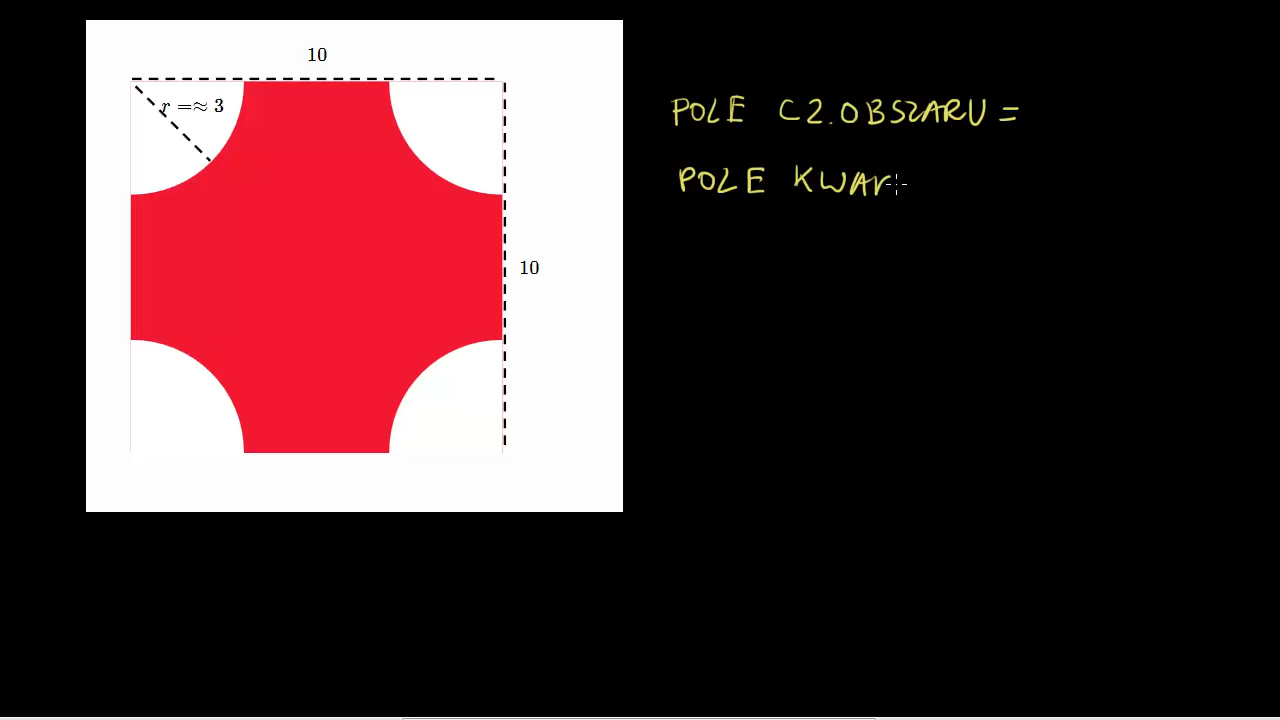 10
r =≈ 3
POLE CZ.OBSZARU =
10
POLE KWA